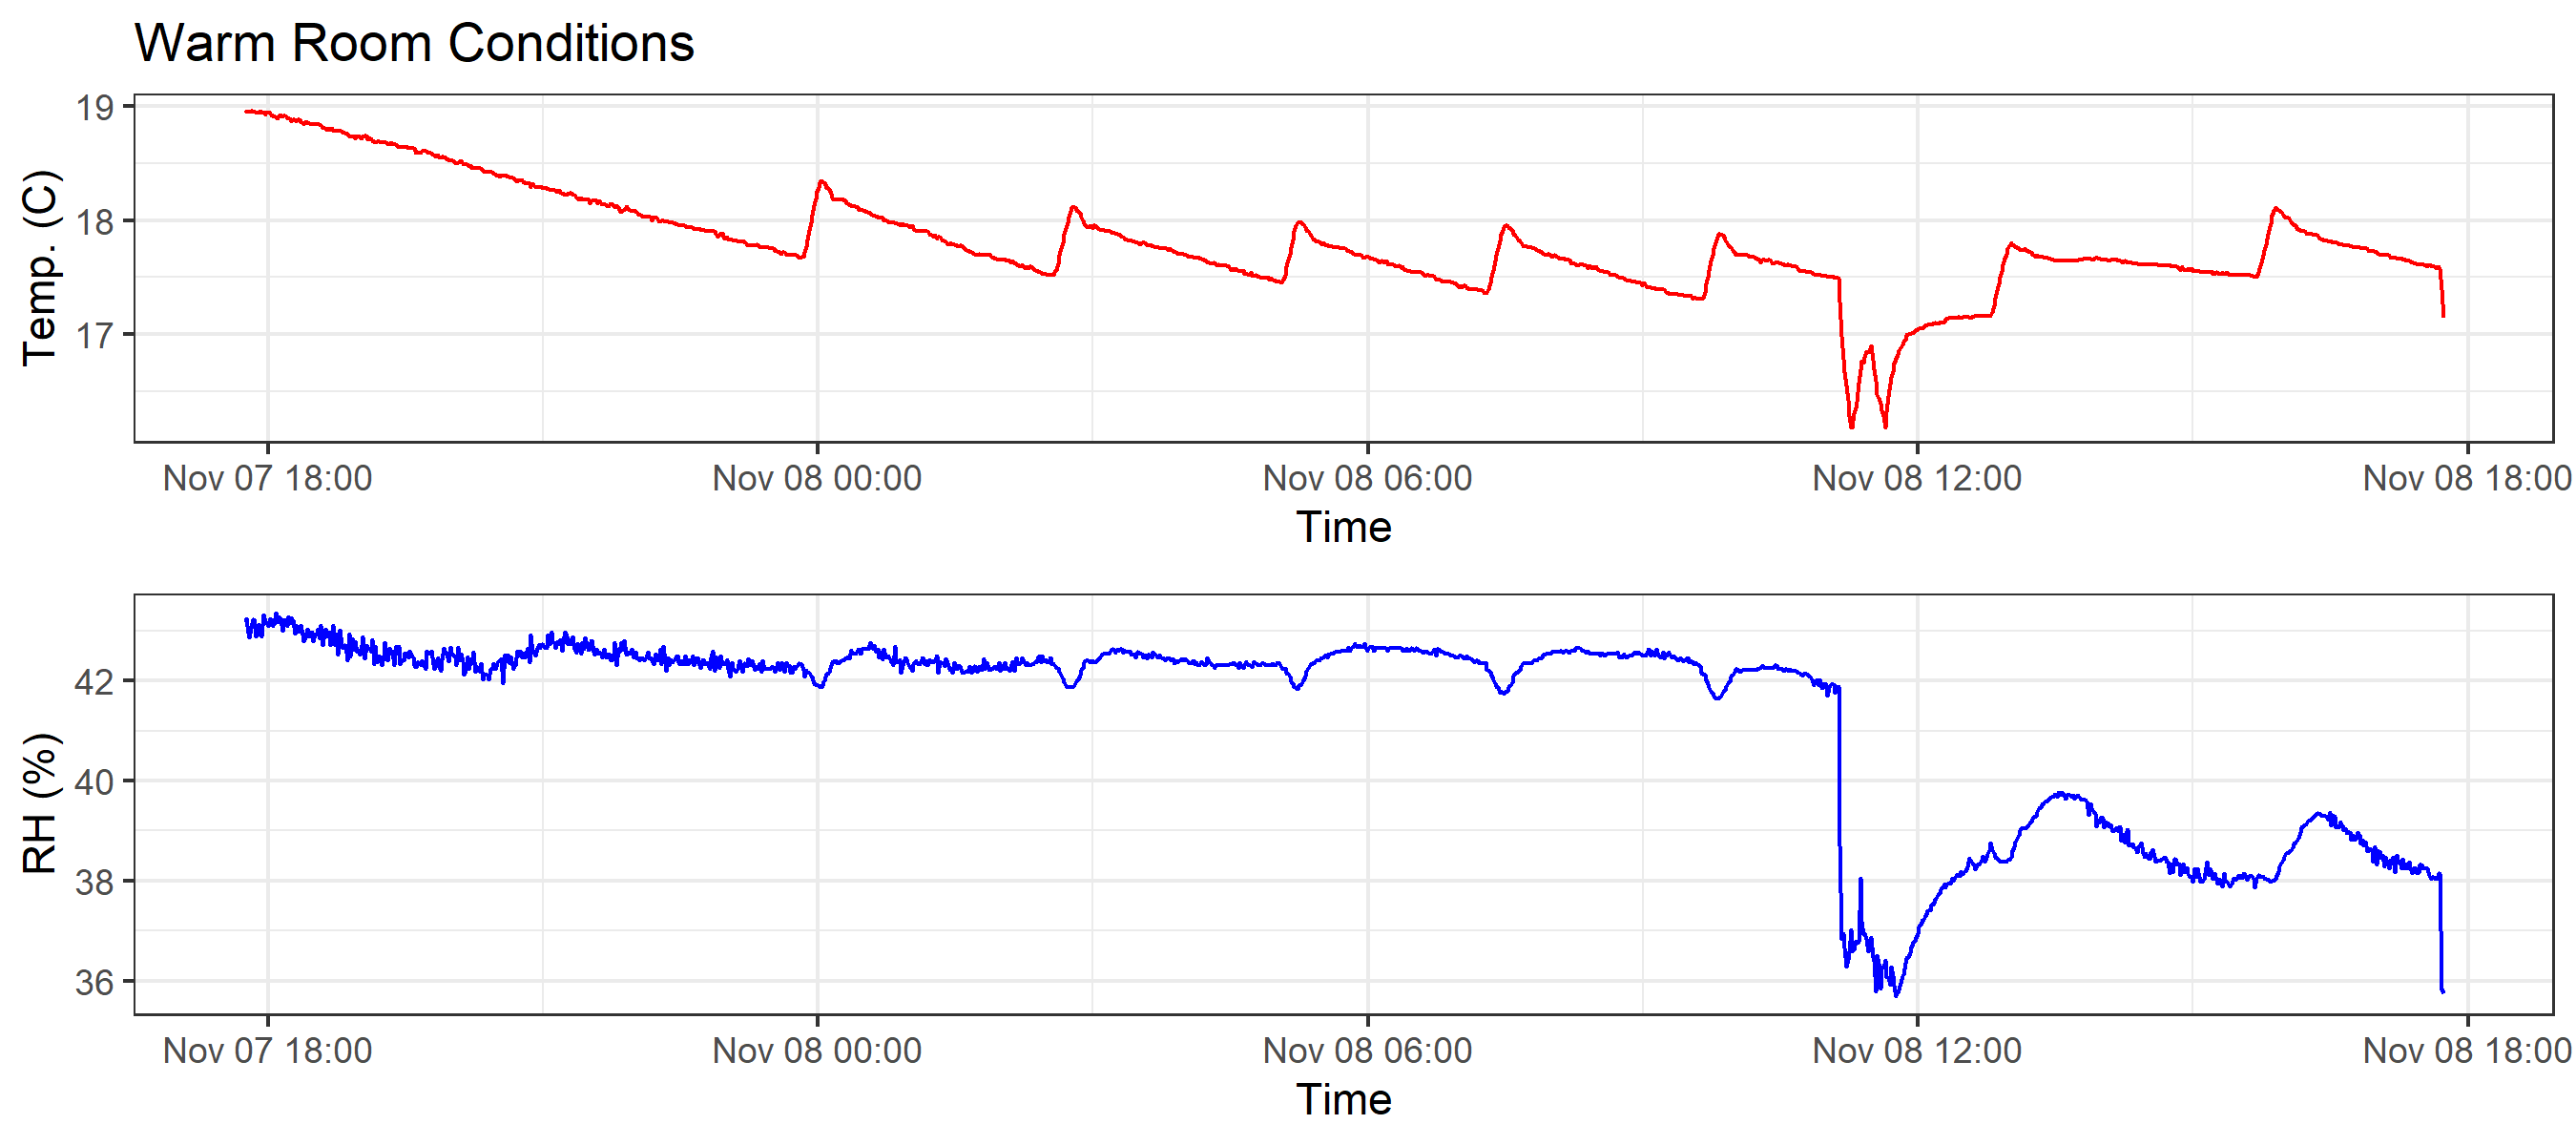 Warm Room Conditions
19
18
17
Temp. (C)
Nov 07 18:00 Nov 08 00:00 Nov 08 06:00 Nov 08 12:00 Nov 08 18:00
Time
42
40
38
36
RH (%)
Nov 07 18:00 Nov 08 00:00 Nov 08 06:00 Nov 08 12:00 Nov 08 18:00
Time